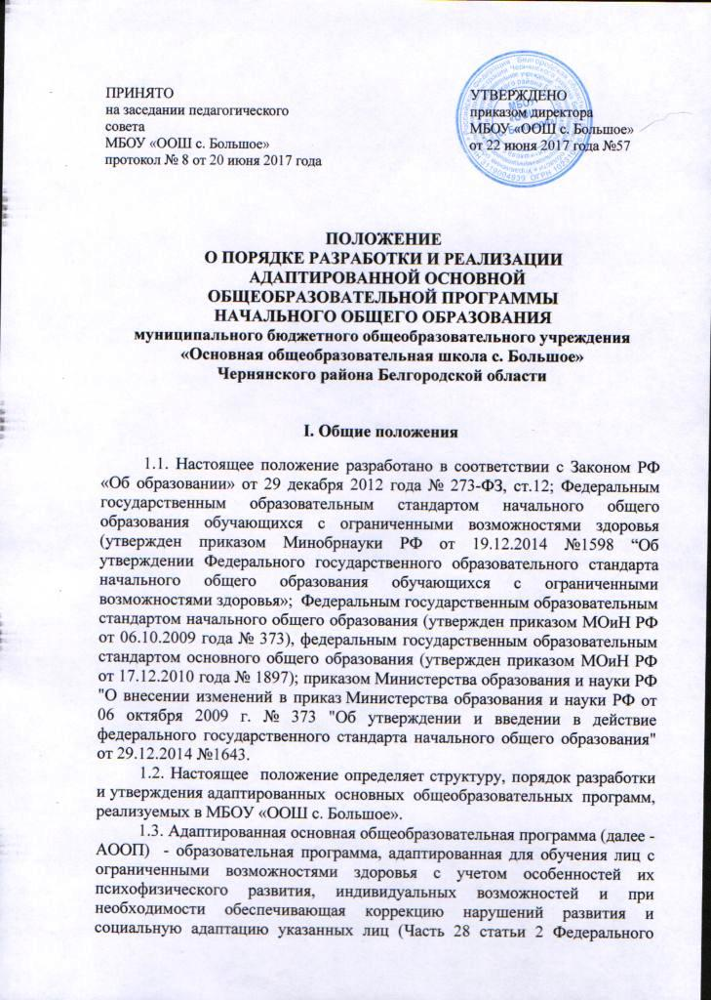 ПРИНЯТО
на заседании педагогического
совета
МБОУ «ООШ с. Большое»
протокол № 8 от 20 июня 2017 года
УТВЕРЖДЕНО
приказом директора
МБОУ «ООШ с. Большое»
от 22 июня 2017 года №57
ПОЛОЖЕНИЕ
О ПОРЯДКЕ РАЗРАБОТКИ И РЕАЛИЗАЦИИ
АДАПТИРОВАННОЙ ОСНОВНОЙ
ОБЩЕОБРАЗОВАТЕЛЬНОЙ ПРОГРАММЫ
НАЧАЛЬНОГО ОБЩЕГО ОБРАЗОВАНИЯ
муниципального бюджетного общеобразовательного учреждения
«Основная общеобразовательная школа с. Большое»
Чернянского района Белгородской области
I. Общие положения
1.1. Настоящее положение разработано в соответствии с Законом РФ
«Об образовании» от 29 декабря 2012 года № 273-ФЗ, ст.12; Федеральным
государственным образовательным стандартом начального общего
образования обучающихся с ограниченными возможностями здоровья
(утвержден приказом Минобрнауки РФ от 19.12.2014 №1598 “Об
утверждении Федерального государственного образовательного стандарта
начального общего образования обучающихся с ограниченными
возможностями здоровья»; Федеральным государственным образовательным
стандартом начального общего образования (утвержден приказом МОиН РФ
от 06.10.2009 года № 373), федеральным государственным образовательным
стандартом основного общего образования (утвержден приказом МОиН РФ
от 17.12.2010 года № 1897); приказом Министерства образования и науки РФ
"О внесении изменений в приказ Министерства образования и науки РФ от
06 октября 2009 г. № 373 "Об утверждении и введении в действие
федерального государственного стандарта начального общего образования"
от 29.12.2014 №1643.
1.2. Настоящее положение определяет структуру, порядок разработки
и утверждения адаптированных основных общеобразовательных программ,
реализуемых в МБОУ «ООШ с. Большое».
1.3. Адаптированная основная общеобразовательная программа (далее -
АООП) - образовательная программа, адаптированная для обучения лиц с
ограниченными возможностями здоровья с учетом особенностей их
психофизического развития, индивидуальных возможностей и при
необходимости обеспечивающая коррекцию нарушений развития и
социальную адаптацию указанных лиц (Часть 28 статьи 2 Федерального